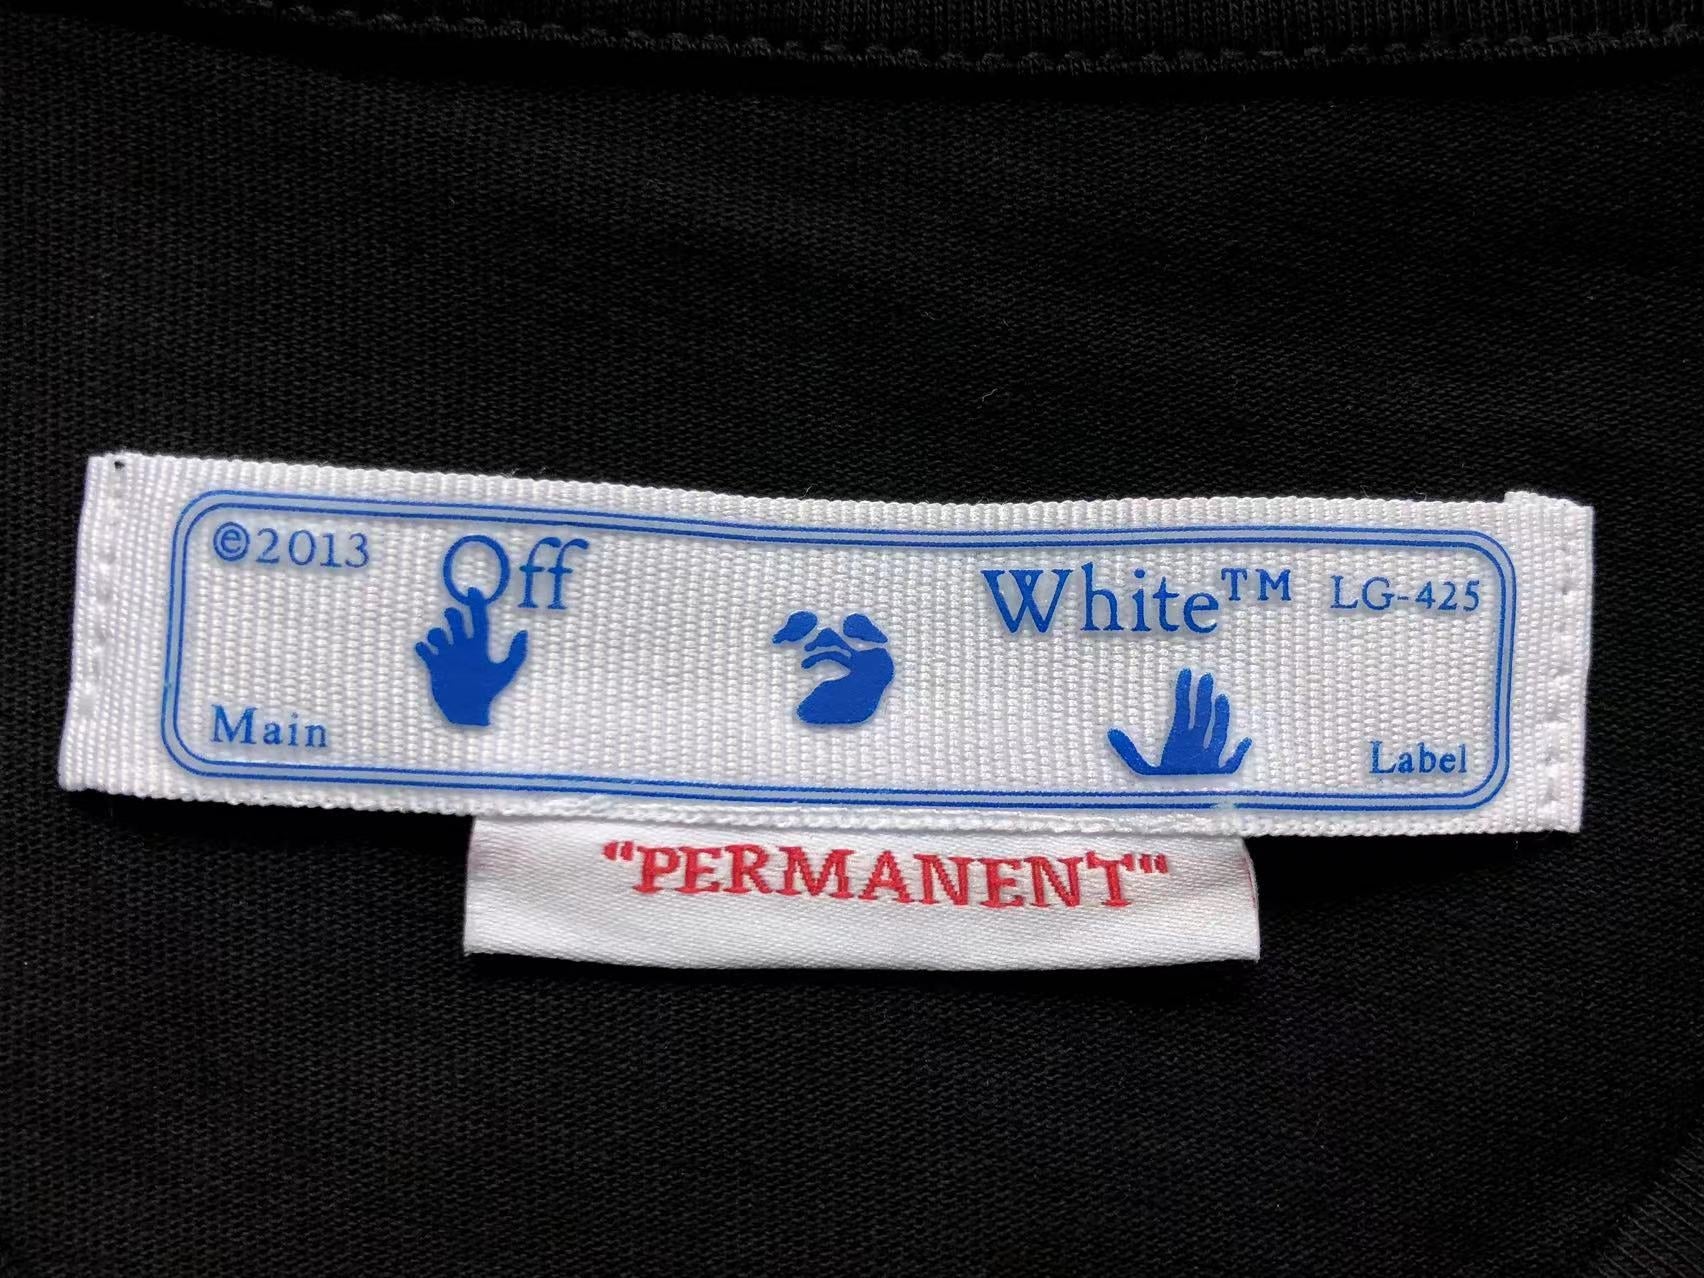 ©2013 Off White™ LG-425
Main Label
"PERMANENT"